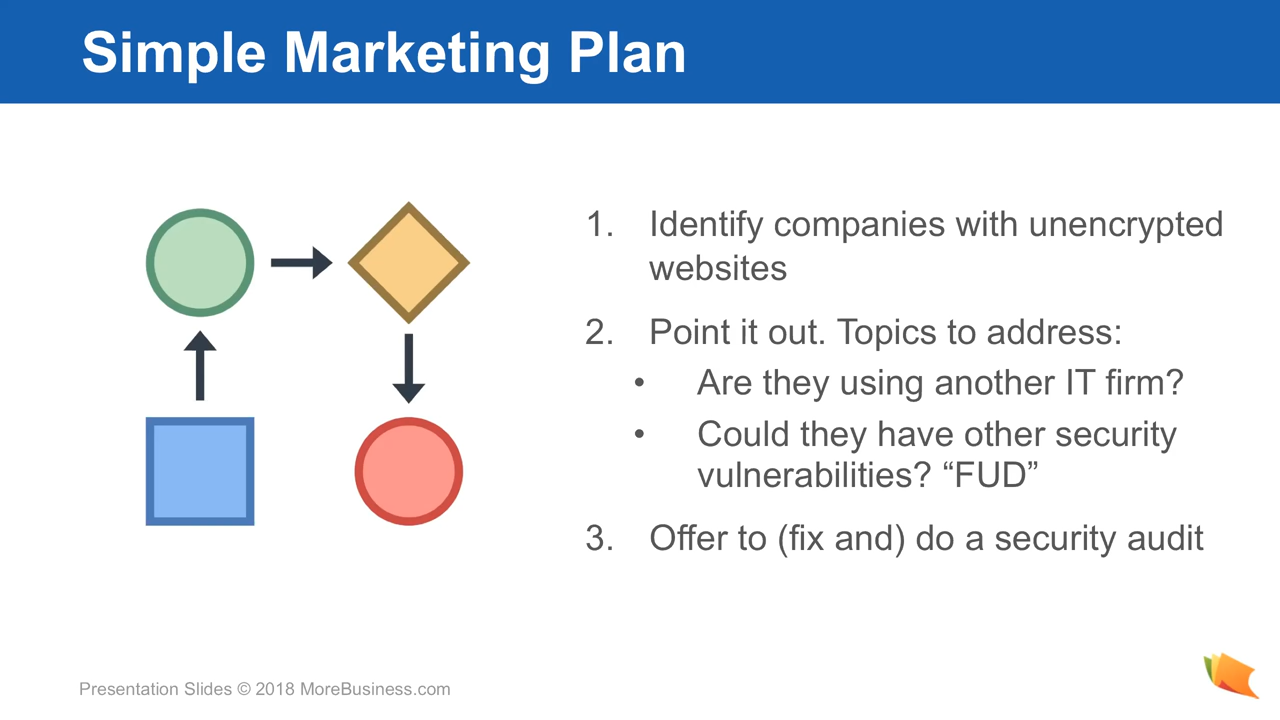 Simple Marketing Plan
1. Identify companies with unencrypted
websites
2. Point it out. Topics to address:
• Are they using another IT firm?
• Could they have other security
vulnerabilities? “FUD”
3. Offer to (fix and) do a security audit
Presentation Slides © 2018 MoreBusiness.com